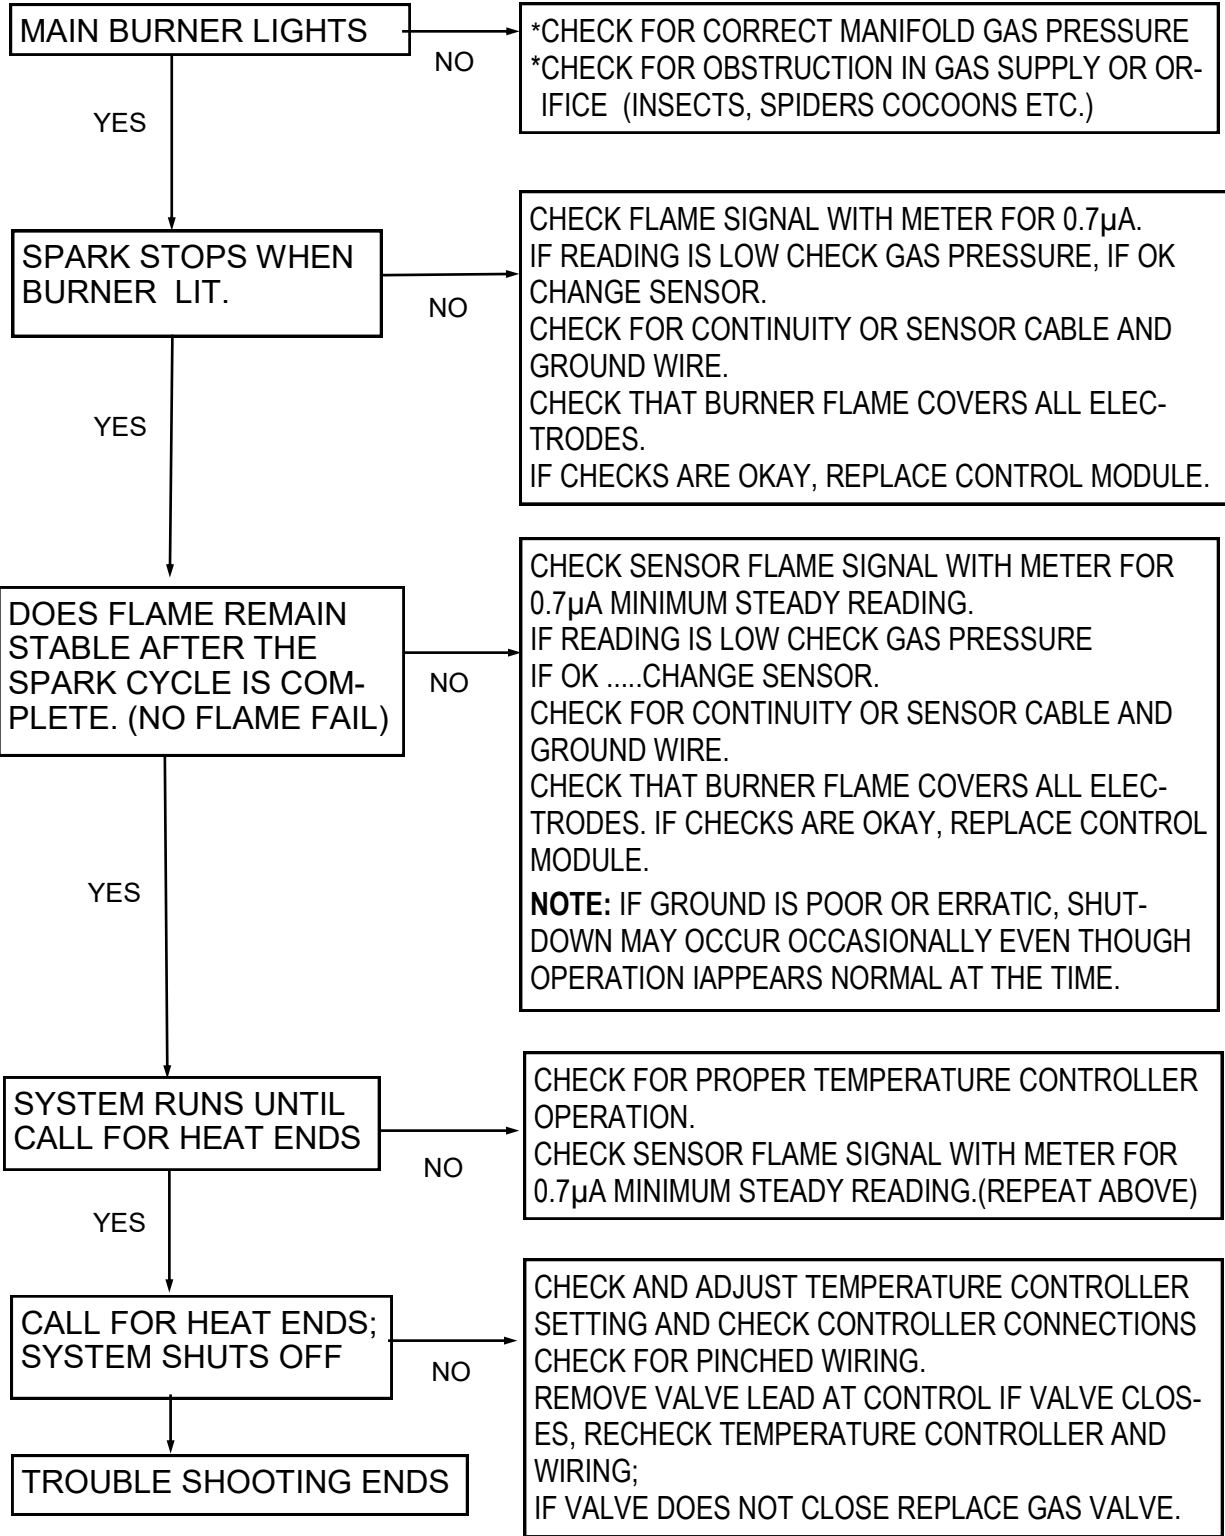 MAIN BURNER LIGHTS
NO
*CHECK FOR CORRECT MANIFOLD GAS PRESSURE
*CHECK FOR OBSTRUCTION IN GAS SUPPLY OR OR-
IFICE (INSECTS, SPIDERS COCOONS ETC.)
YES
SPARK STOPS WHEN
BURNER LIT.
NO
CHECK FLAME SIGNAL WITH METER FOR 0.7µA.
IF READING IS LOW CHECK GAS PRESSURE, IF OK
CHANGE SENSOR.
CHECK FOR CONTINUITY OR SENSOR CABLE AND
GROUND WIRE.
CHECK THAT BURNER FLAME COVERS ALL ELEC-
TRODES.
IF CHECKS ARE OKAY, REPLACE CONTROL MODULE.
YES
DOES FLAME REMAIN
STABLE AFTER THE
SPARK CYCLE IS COM-
PLETE. (NO FLAME FAIL)
NO
CHECK SENSOR FLAME SIGNAL WITH METER FOR
0.7µA MINIMUM STEADY READING.
IF READING IS LOW CHECK GAS PRESSURE
IF OK .....CHANGE SENSOR.
CHECK FOR CONTINUITY OR SENSOR CABLE AND
GROUND WIRE.
CHECK THAT BURNER FLAME COVERS ALL ELEC-
TRODES. IF CHECKS ARE OKAY, REPLACE CONTROL
MODULE.
NOTE: IF GROUND IS POOR OR ERRATIC, SHUT-
DOWN MAY OCCUR OCCASIONALLY EVEN THOUGH
OPERATION IAPPEARS NORMAL AT THE TIME.
YES
SYSTEM RUNS UNTIL
CALL FOR HEAT ENDS
NO
CHECK FOR PROPER TEMPERATURE CONTROLLER
OPERATION.
CHECK SENSOR FLAME SIGNAL WITH METER FOR
0.7µA MINIMUM STEADY READING.(REPEAT ABOVE)
YES
CALL FOR HEAT ENDS;
SYSTEM SHUTS OFF
NO
CHECK AND ADJUST TEMPERATURE CONTROLLER
SETTING AND CHECK CONTROLLER CONNECTIONS
CHECK FOR PINCHED WIRING.
REMOVE VALVE LEAD AT CONTROL IF VALVE CLOS-
ES, RECHECK TEMPERATURE CONTROLLER AND
WIRING;
IF VALVE DOES NOT CLOSE REPLACE GAS VALVE.
TROUBLE SHOOTING ENDS